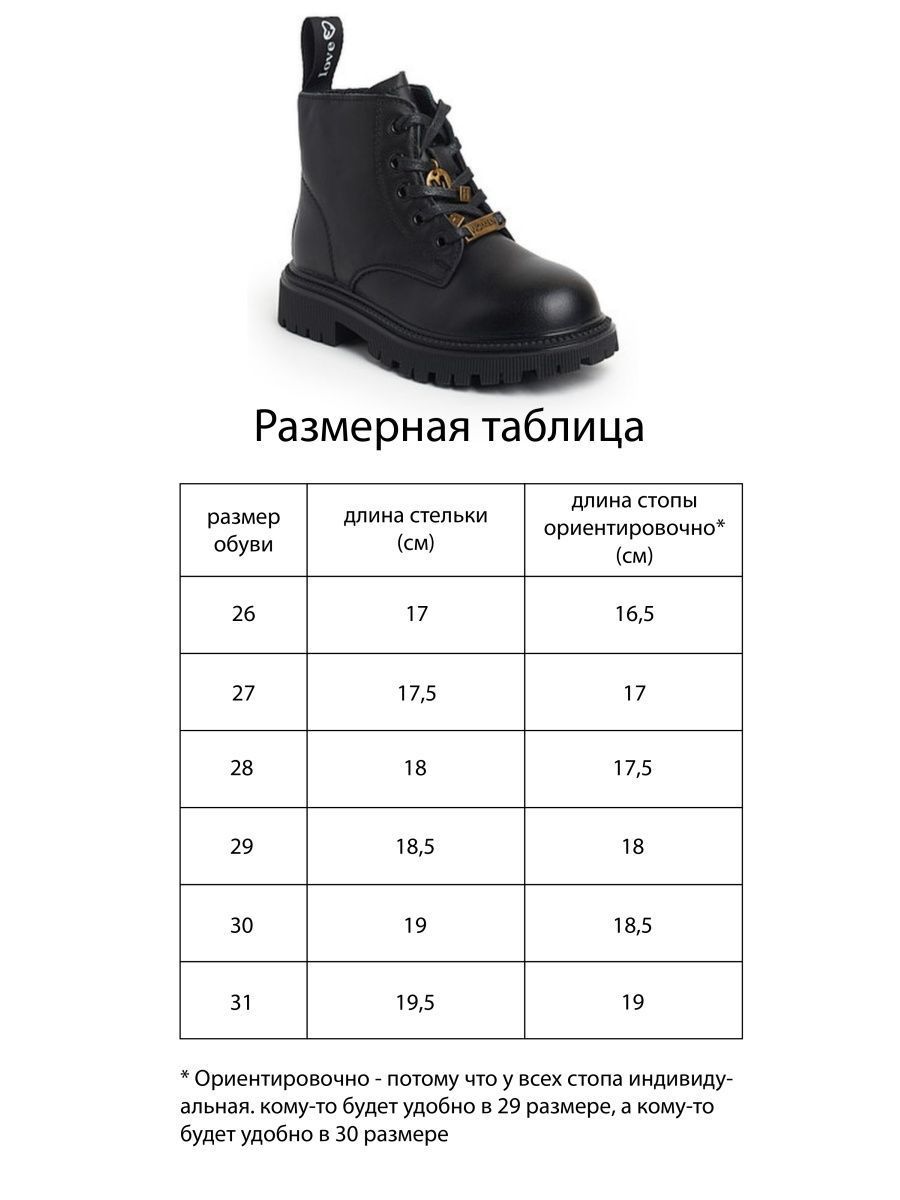 love
M
Размерная таблица
размер
обуви
длина стельки
(см)
длина стопы
ориентировочно*
(см)
26 17 16,5
27 17,5 17
28 18 17,5
29 18,5 18
30 19 18,5
31 19,5 19
* Ориентировочно - потому что у всех стопа индивиду-
альная. кому-то будет удобно в 29 размере, а кому-то
будет удобно в 30 размере